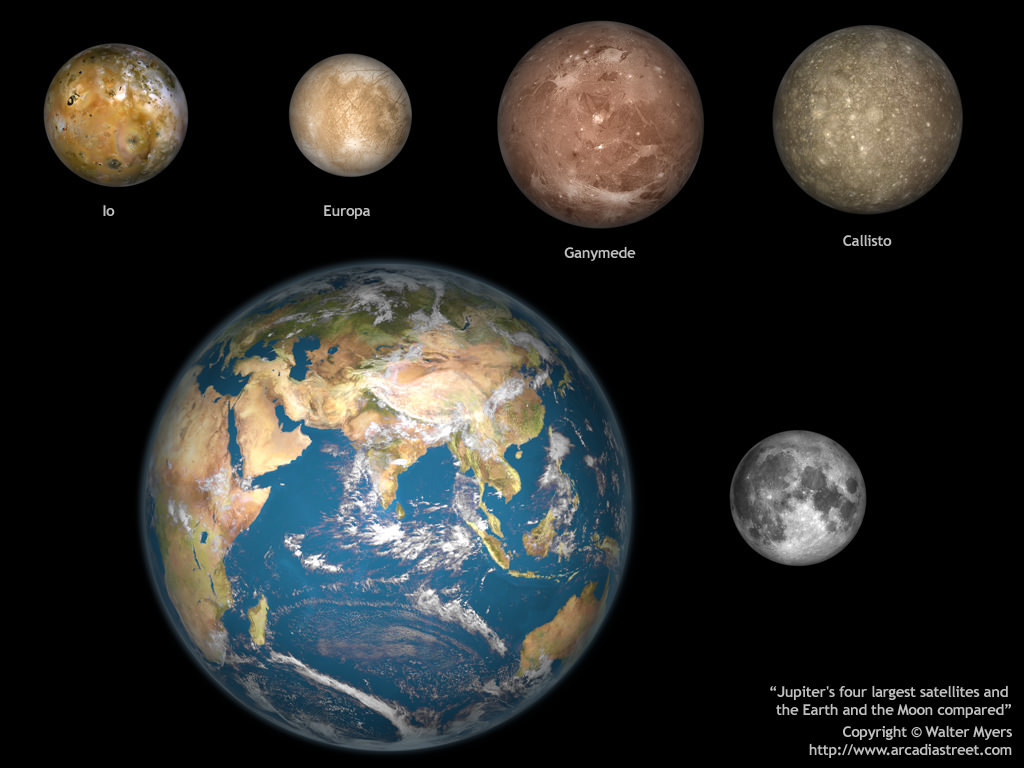 Io
Europa
Ganymede
Callisto
“Jupiter's four largest satellites and
the Earth and the Moon compared”
Copyright © Walter Myers
http://www.arcadiastreet.com